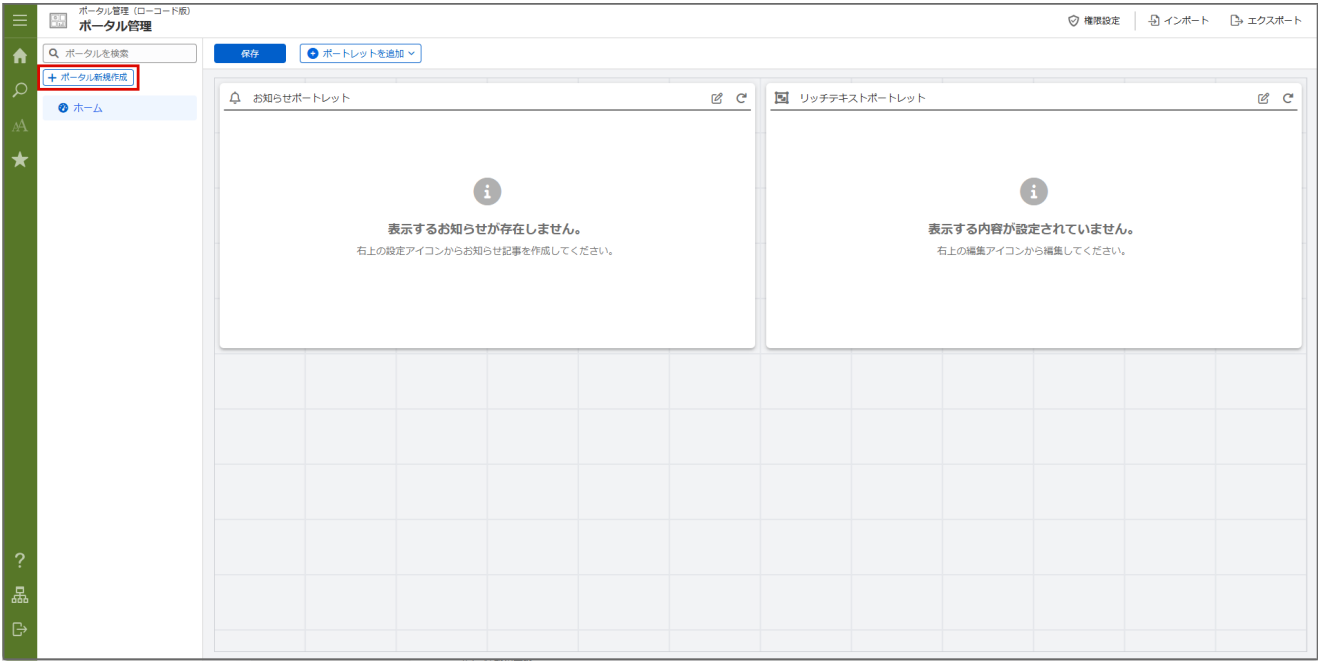 ポータル管理（ローコード版）
ポータル管理
権限設定
インポート
エクスポート
ポータルを検索
保存
ポートレットを追加
ポータル新規作成
ホーム
お知らせポートレット
リッチテキストポートレット
表示するお知らせが存在しません。
右上の設定アイコンからお知らせ記事を作成してください。
表示する内容が設定されていません。
右上の編集アイコンから編集してください。